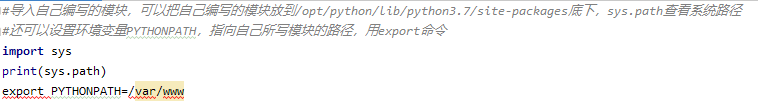 #导入自己编写的模块，可以把自己编写的模块放到/opt/python/lib/python3.7/site-packages底下，sys.path查看系统路径
#还可以设置环境变量PYTHONPATH，指向自己所写模块的路径，用export命令
import sys
print(sys.path)
export PYTHONPATH=/var/www